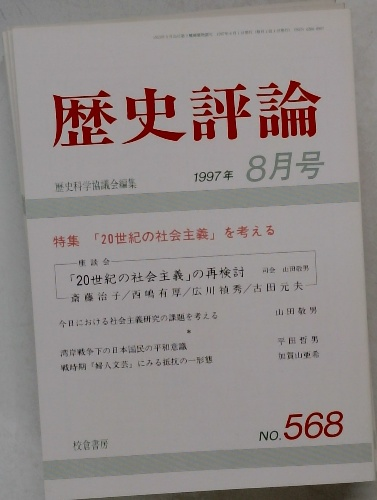 歴史評論
歴史科学協議会編集
1997年 8月号
特集 「20世紀の社会主義」を考える
座談会
「20世紀の社会主義」の再検討 司会 山田敬男
斎藤治子/西嶋有厚/広川禎秀/古田元夫
今日における社会主義研究の課題を考える 山田敬男
*
湾岸戦争下の日本国民の平和意識 平田哲男
戦時期「婦人文芸」にみる抵抗の一形態 加賀山亜希
校倉書房
NO.568